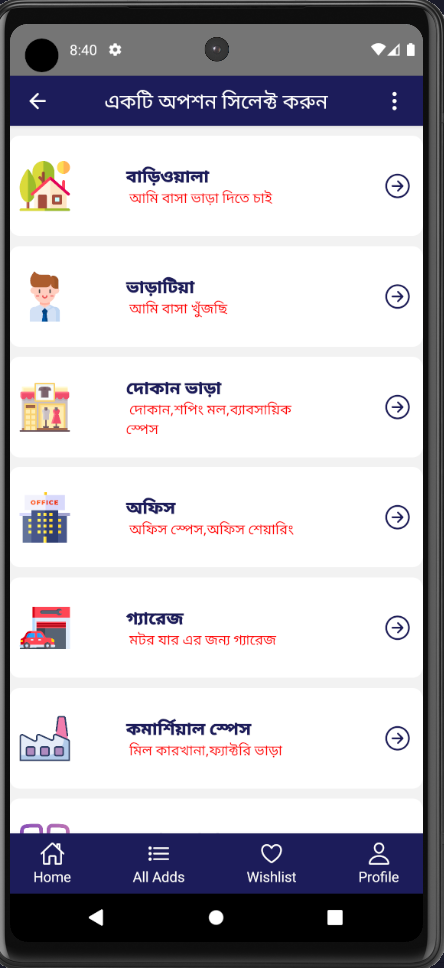 8:40
একটি অপশন সিলেক্ট করুন
বাড়িওয়ালা
আমি বাসা ভাড়া দিতে চাই
ভাড়াটিয়া
আমি বাসা খুঁজছি
দোকান ভাড়া
দোকান,শপিং মল,ব্যাবসায়িক
স্পেস
OFFICE
অফিস
অফিস স্পেস,অফিস শেয়ারিং
গ্যারেজ
মটর যার এর জন্য গ্যারেজ
কমার্শিয়াল স্পেস
মিল কারখানা,ফ্যাক্টরি ভাড়া
Home
All Adds
Wishlist
Profile